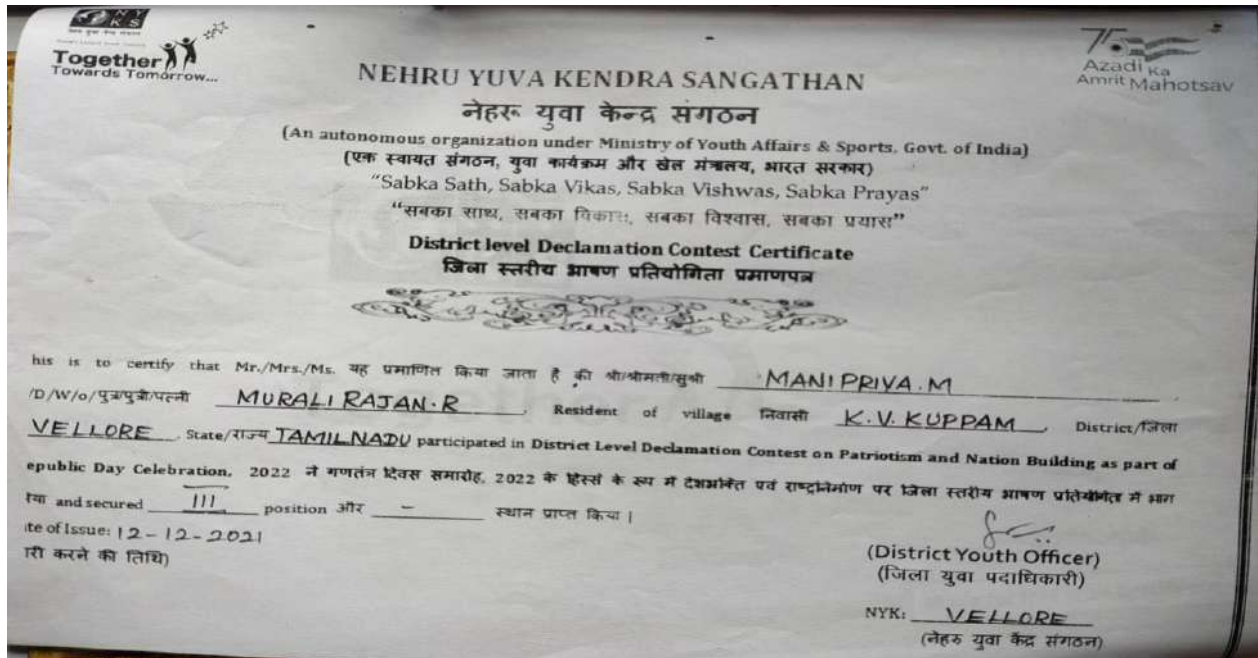 NYKS
Together
Towards Tomorrow...
75
Azadi Ka
Amrit Mahotsav
NEHRU YUVA KENDRA SANGATHAN
नेहरू युवा केन्द्र संगठन
(An autonomous organization under Ministry of Youth Affairs & Sports, Govt. of India)
(एक स्वायत संगठन, युवा कार्यक्रम और खेल मंत्रालय, भारत सरकार)
"Sabka Sath, Sabka Vikas, Sabka Vishwas, Sabka Prayas"
"सबका साथ, सबका विकास, सबका विश्वास, सबका प्रयास"
District level Declamation Contest Certificate
जिला स्तरीय भाषण प्रतियोगिता प्रमाणपत्र
his is to certify that Mr./Mrs./Ms. यह प्रमाणित किया जाता है की श्री/श्रीमती/सुश्री MANIPRIYA.M
/D/W/o/पुत्र/पुत्री/पत्नी MURALI RAJAN.R, Resident of village निवासी K.V. KUPPAM, District/जिला
VELLORE, State/राज्य TAMILNADU participated in District Level Declamation Contest on Patriotism and Nation Building as part of
epublic Day Celebration, 2022 ने गणतंत्र दिवस समारोह, 2022 के हिस्से के रूप में देशभक्ति एवं राष्ट्रनिर्माण पर जिला स्तरीय भाषण प्रतियोगिता में भाग
या and secured III position और - स्थान प्राप्त किया।
te of Issue: 12-12-2021
ारी करने की तिथि)
(District Youth Officer)
(जिला युवा पदाधिकारी)
NYK: VELLORE
(नेहरु युवा केंद्र संगठन)